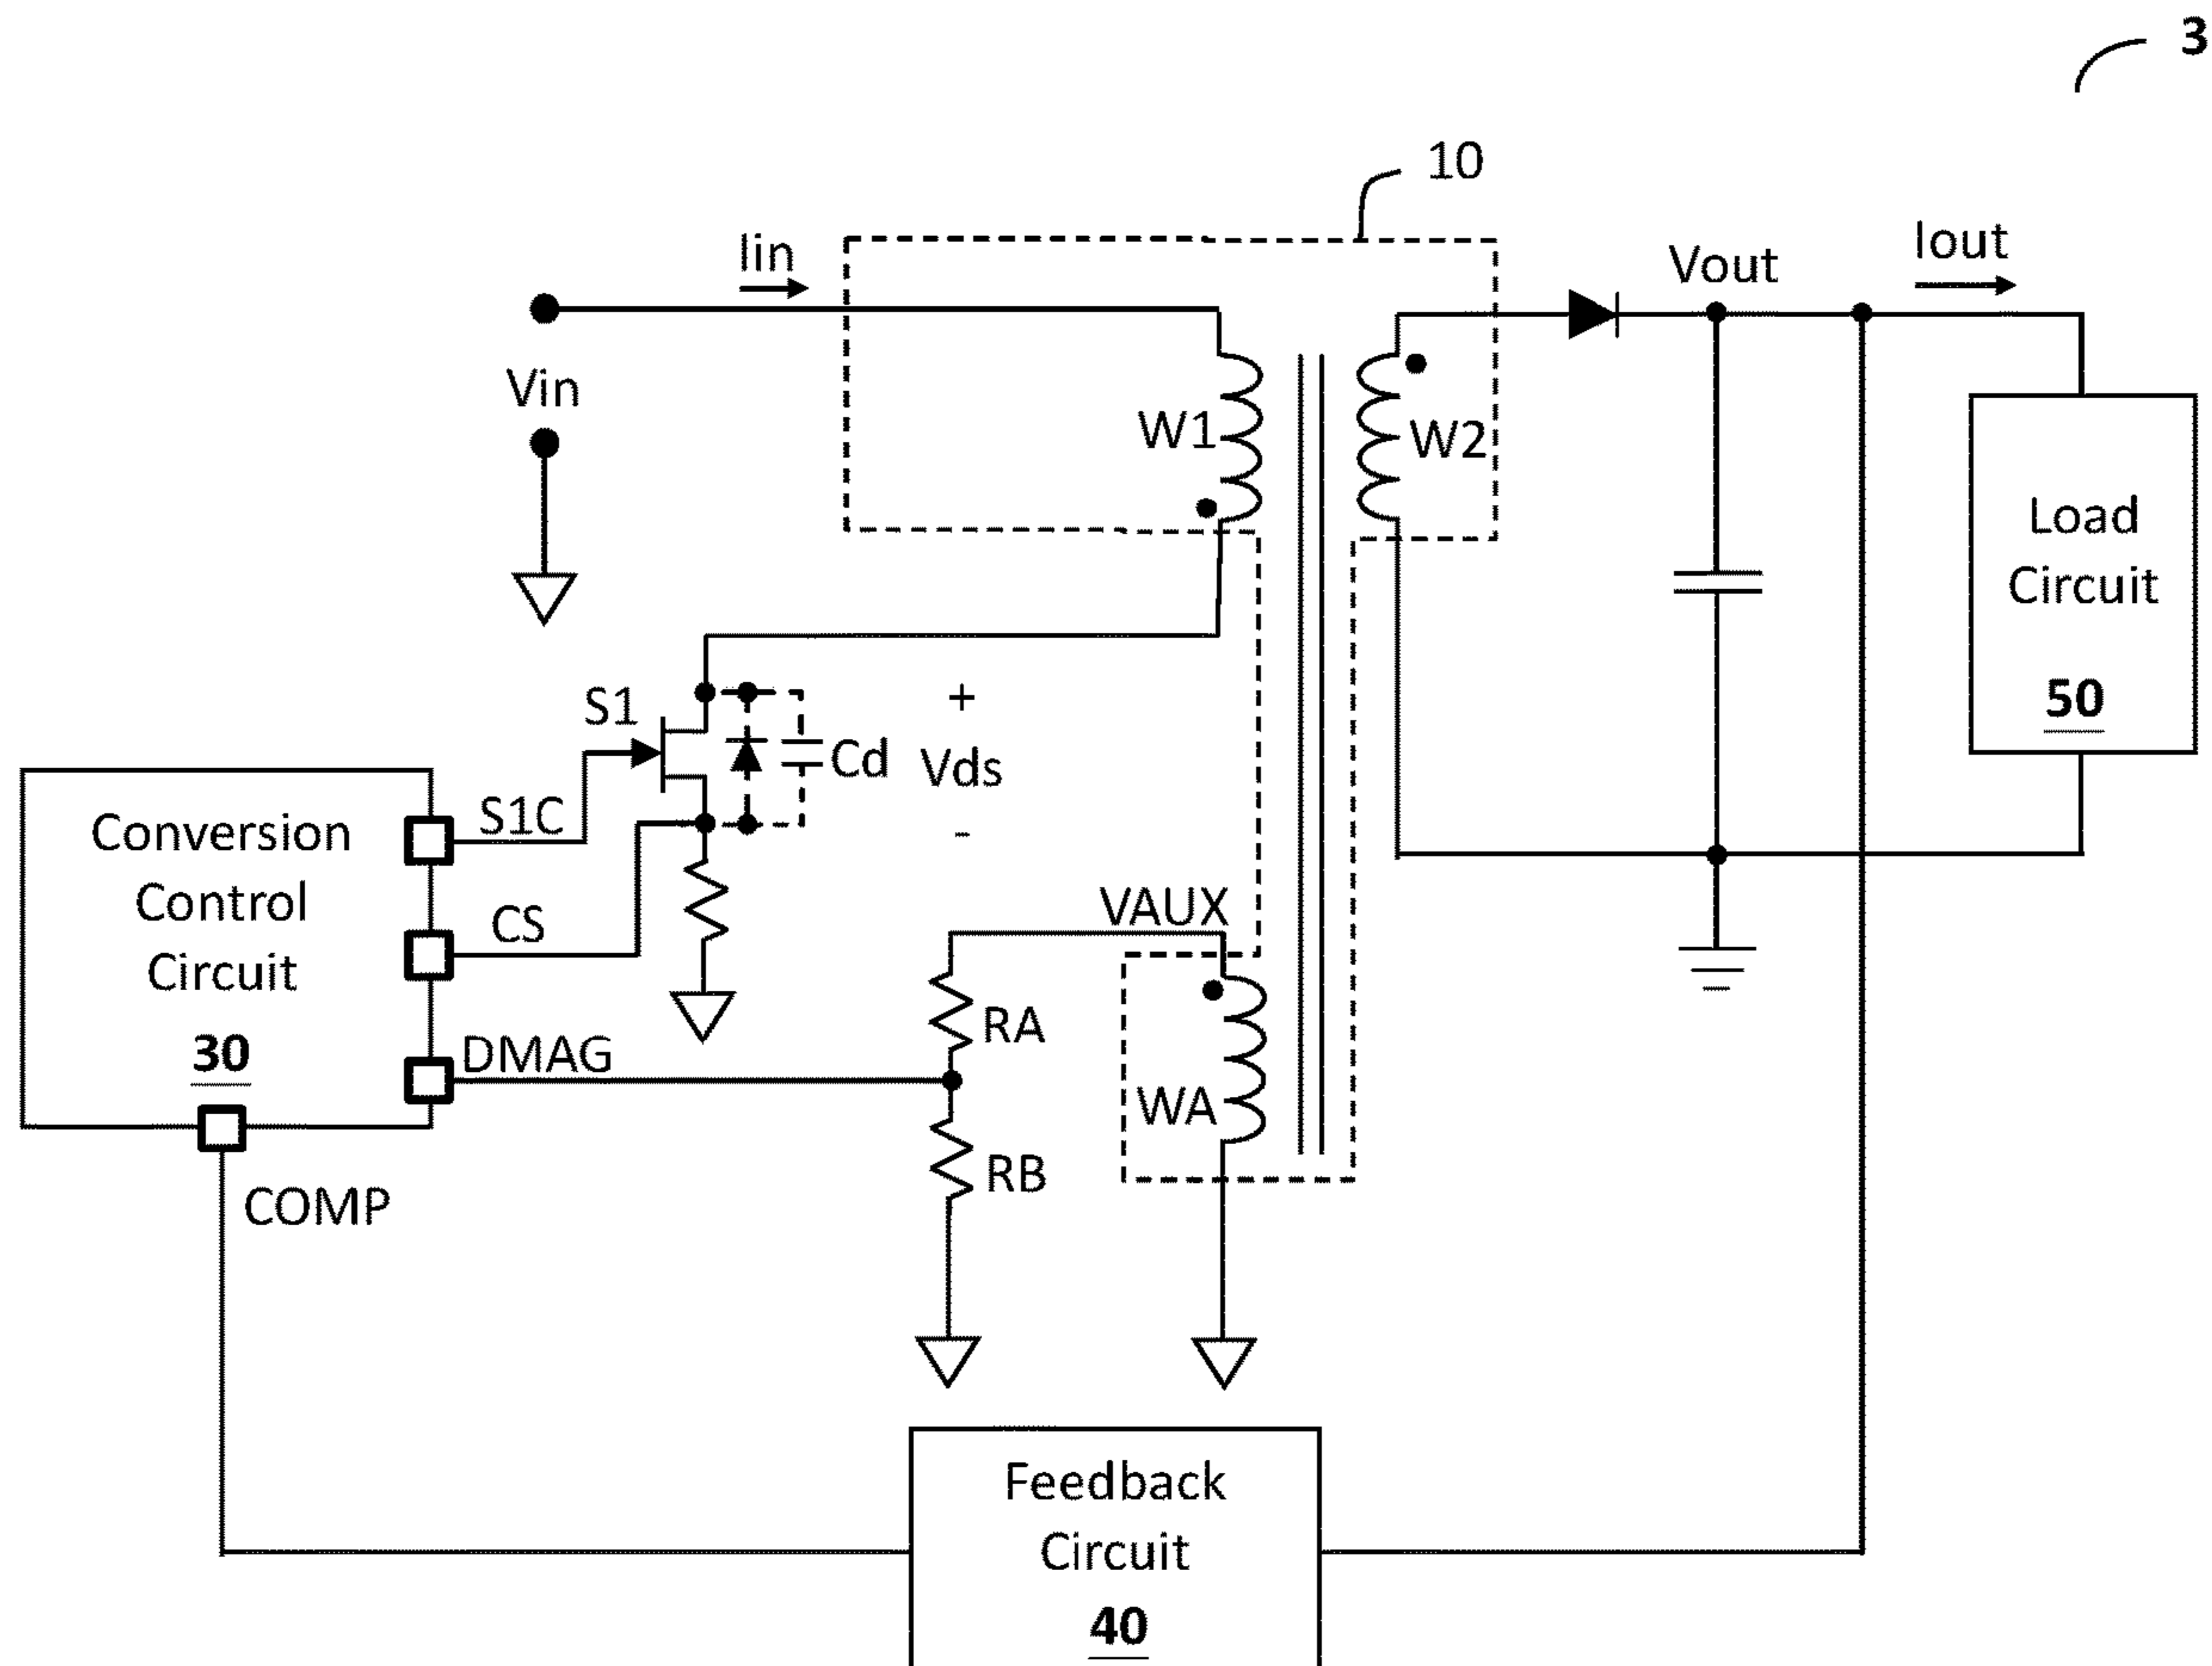 3
10
Iin
Vout
Iout
Vin
W1
W2
Load
Circuit
50
S1
+
Cd
Vds
-
S1C
Conversion
Control
Circuit
30
CS
VAUX
RA
DMAG
WA
RB
COMP
Feedback
Circuit
40